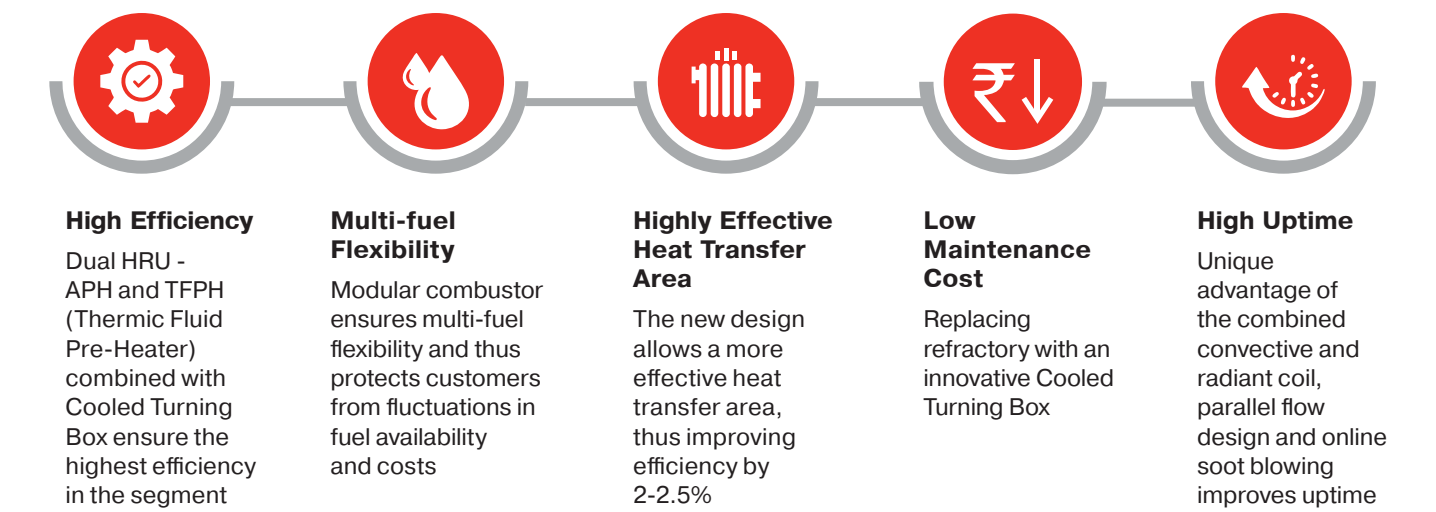 High Efficiency
Dual HRU -
APH and TFPH
(Thermic Fluid
Pre-Heater)
combined with
Cooled Turning
Box ensure the
highest efficiency
in the segment
Multi-fuel
Flexibility
Modular combustor
ensures multi-fuel
flexibility and thus
protects customers
from fluctuations in
fuel availability
and costs
Highly Effective
Heat Transfer
Area
The new design
allows a more
effective heat
transfer area,
thus improving
efficiency by
2-2.5%
₹
Low
Maintenance
Cost
Replacing
refractory with an
innovative Cooled
Turning Box
High Uptime
Unique
advantage of
the combined
convective and
radiant coil,
parallel flow
design and online
soot blowing
improves uptime